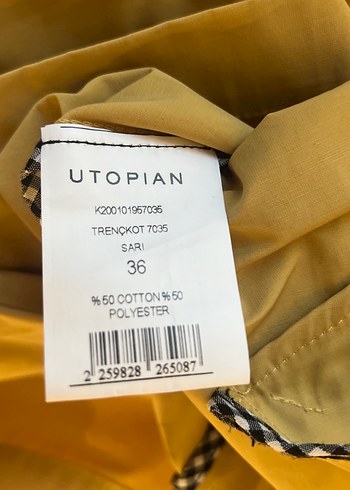 UTOPIAN
K200101957035
TRENÇKOT 7035
SARI
36
%50 COTTON %50
POLYESTER
2 259828 265087